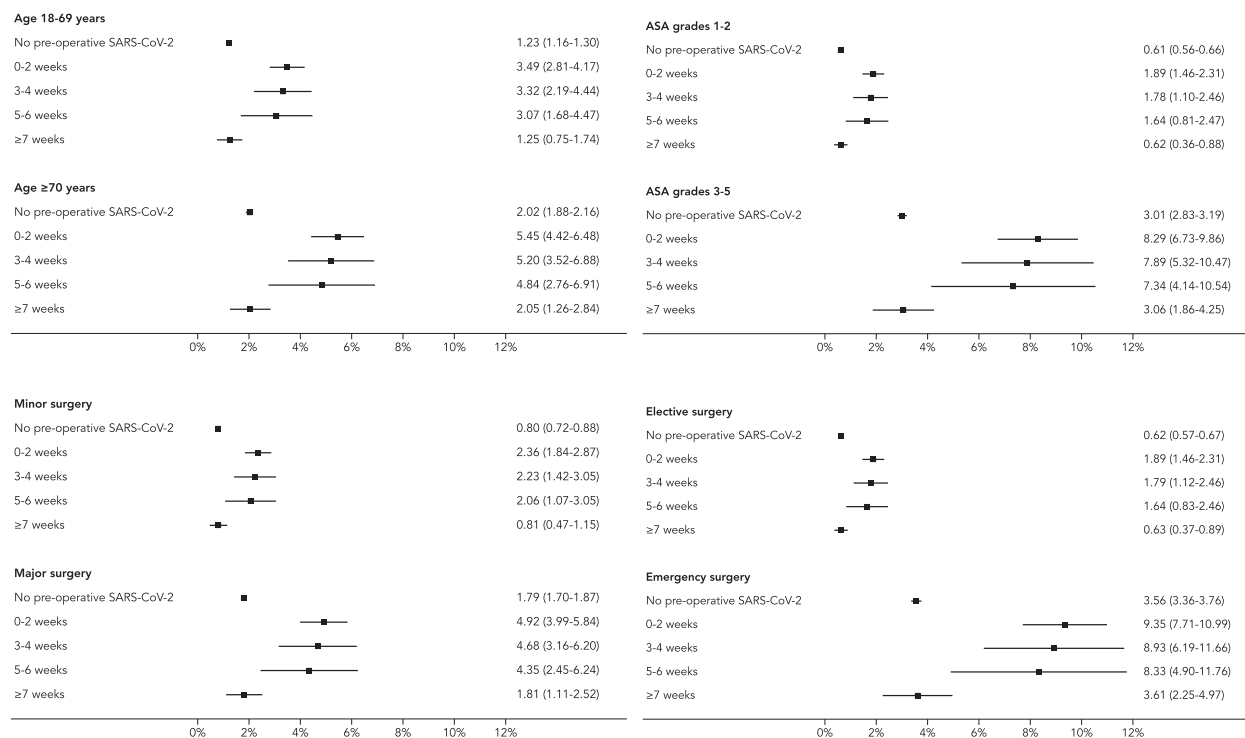 Age 18-69 years
No pre-operative SARS-CoV-2 1.23 (1.16-1.30)
0-2 weeks 3.49 (2.81-4.17)
3-4 weeks 3.32 (2.19-4.44)
5-6 weeks 3.07 (1.68-4.47)
≥7 weeks 1.25 (0.75-1.74)
Age ≥70 years
No pre-operative SARS-CoV-2 2.02 (1.88-2.16)
0-2 weeks 5.45 (4.42-6.48)
3-4 weeks 5.20 (3.52-6.88)
5-6 weeks 4.84 (2.76-6.91)
≥7 weeks 2.05 (1.26-2.84)
0% 2% 4% 6% 8% 10% 12%
ASA grades 1-2
No pre-operative SARS-CoV-2 0.61 (0.56-0.66)
0-2 weeks 1.89 (1.46-2.31)
3-4 weeks 1.78 (1.10-2.46)
5-6 weeks 1.64 (0.81-2.47)
≥7 weeks 0.62 (0.36-0.88)
ASA grades 3-5
No pre-operative SARS-CoV-2 3.01 (2.83-3.19)
0-2 weeks 8.29 (6.73-9.86)
3-4 weeks 7.89 (5.32-10.47)
5-6 weeks 7.34 (4.14-10.54)
≥7 weeks 3.06 (1.86-4.25)
0% 2% 4% 6% 8% 10% 12%
Minor surgery
No pre-operative SARS-CoV-2 0.80 (0.72-0.88)
0-2 weeks 2.36 (1.84-2.87)
3-4 weeks 2.23 (1.42-3.05)
5-6 weeks 2.06 (1.07-3.05)
≥7 weeks 0.81 (0.47-1.15)
Major surgery
No pre-operative SARS-CoV-2 1.79 (1.70-1.87)
0-2 weeks 4.92 (3.99-5.84)
3-4 weeks 4.68 (3.16-6.20)
5-6 weeks 4.35 (2.45-6.24)
≥7 weeks 1.81 (1.11-2.52)
0% 2% 4% 6% 8% 10% 12%
Elective surgery
No pre-operative SARS-CoV-2 0.62 (0.57-0.67)
0-2 weeks 1.89 (1.46-2.31)
3-4 weeks 1.79 (1.12-2.46)
5-6 weeks 1.64 (0.83-2.46)
≥7 weeks 0.63 (0.37-0.89)
Emergency surgery
No pre-operative SARS-CoV-2 3.56 (3.36-3.76)
0-2 weeks 9.35 (7.71-10.99)
3-4 weeks 8.93 (6.19-11.66)
5-6 weeks 8.33 (4.90-11.76)
≥7 weeks 3.61 (2.25-4.97)
0% 2% 4% 6% 8% 10% 12%